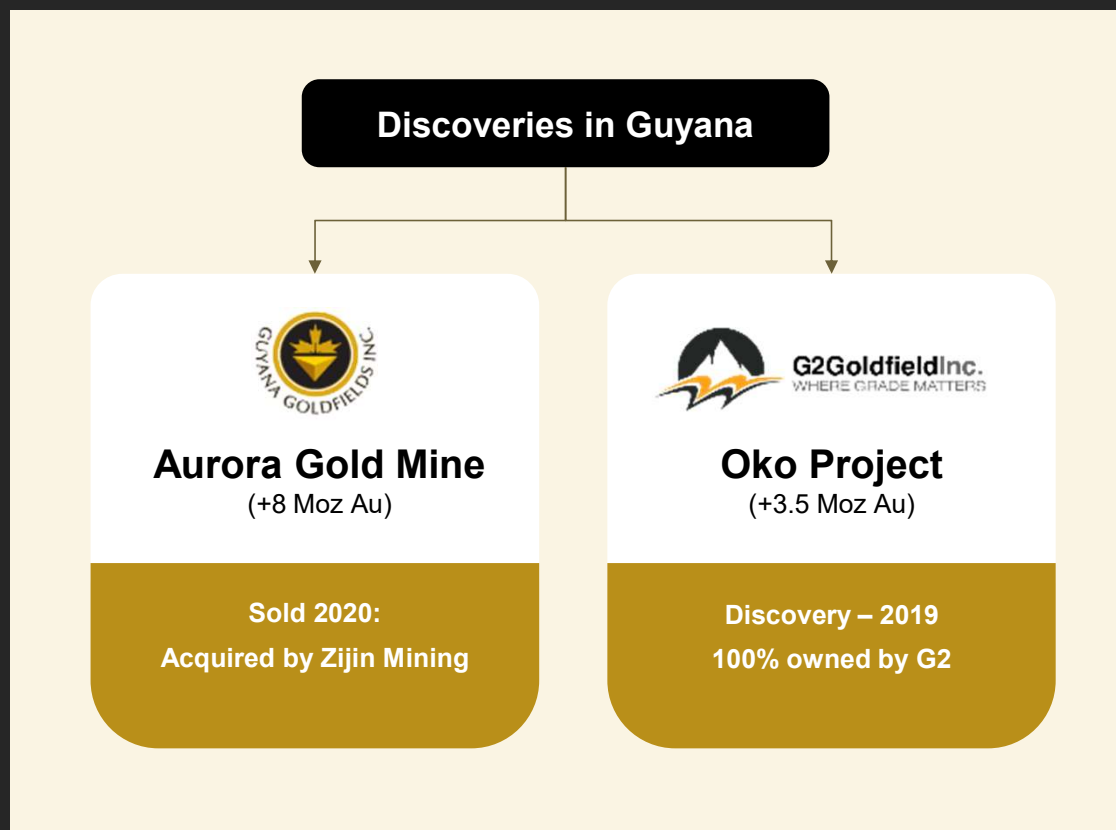 Discoveries in Guyana
GUYANA GOLDFIELDS INC.
Aurora Gold Mine
(+8 Moz Au)
Sold 2020:
Acquired by Zijin Mining
G2GoldfieldInc.
WHERE GRADE MATTERS
Oko Project
(+3.5 Moz Au)
Discovery – 2019
100% owned by G2